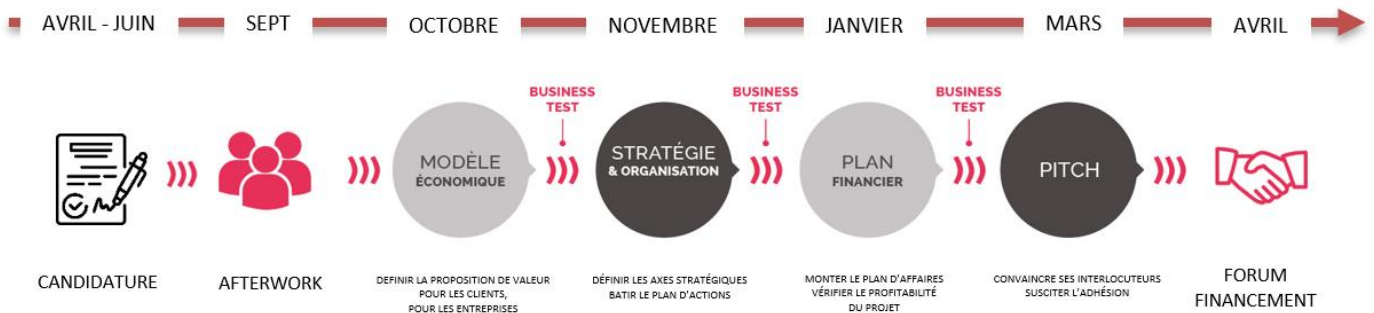 AVRIL - JUIN
SEPT
OCTOBRE
NOVEMBRE
JANVIER
MARS
AVRIL
BUSINESS
TEST
BUSINESS
TEST
BUSINESS
TEST
MODÈLE
ÉCONOMIQUE
STRATÉGIE
& ORGANISATION
PLAN
FINANCIER
PITCH
CANDIDATURE
AFTERWORK
DEFINIR LA PROPOSITION DE VALEUR
POUR LES CLIENTS,
POUR LES ENTREPRISES
DÉFINIR LES AXES STRATÉGIQUES
BATIR LE PLAN D'ACTIONS
MONTER LE PLAN D'AFFAIRES
VÉRIFIER LE PROFITABILITÉ
DU PROJET
CONVAINCRE SES INTERLOCUTEURS
SUSCITER L'ADHÉSION
FORUM
FINANCEMENT